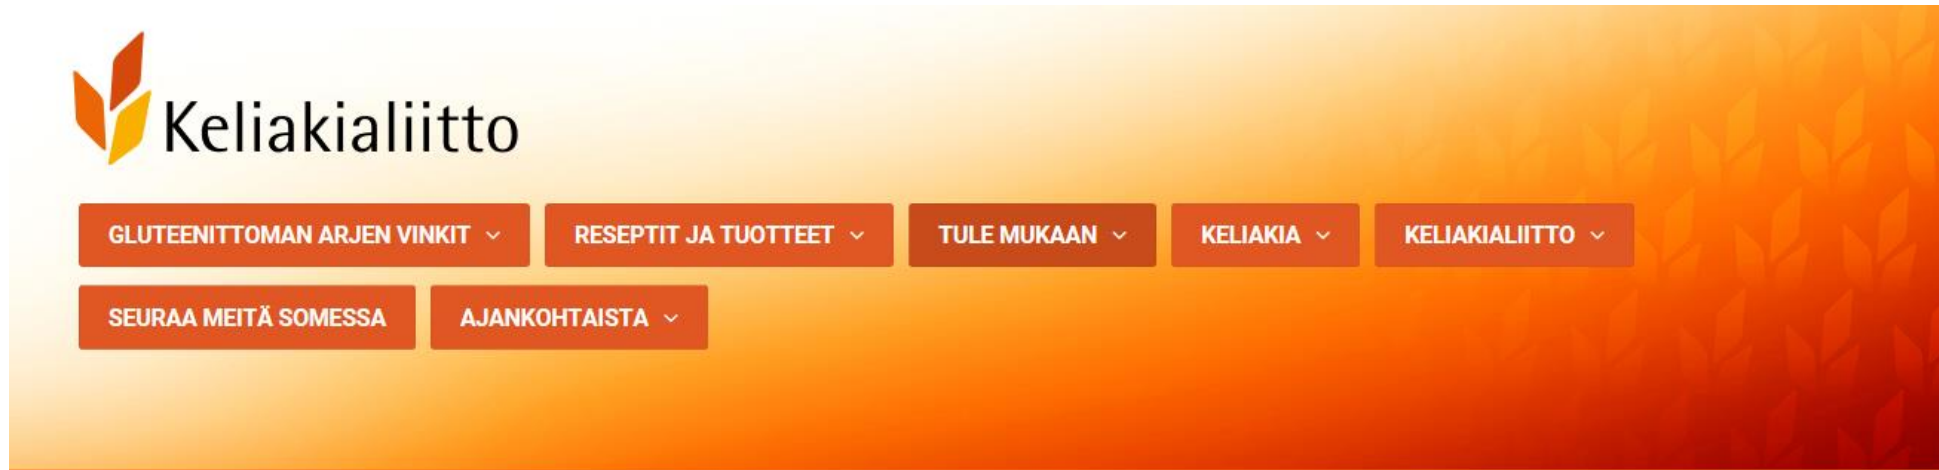 Keliakialiitto
GLUTEENITTOMAN ARJEN VINKIT RESEPTIT JA TUOTTEET TULE MUKAAN KELIAKIA KELIAKIALIITTO
SEURAA MEITÄ SOMESSA AJANKOHTAISTA